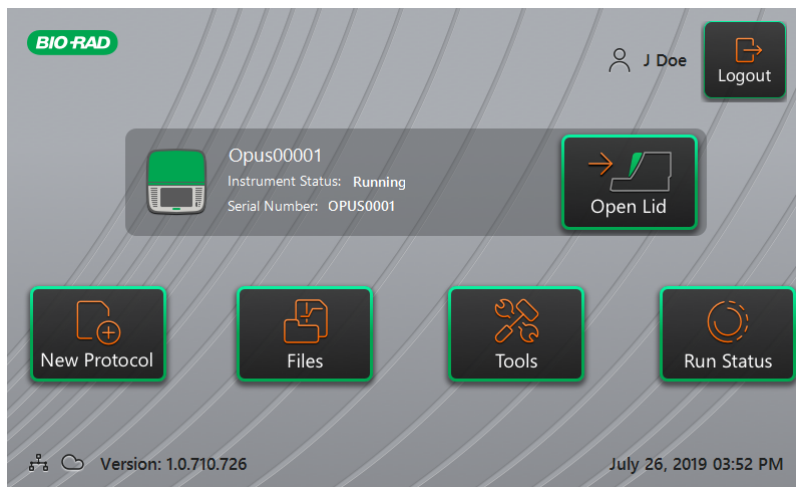 BIO-RAD
J Doe
Logout
Opus00001
Instrument Status: Running
Serial Number: OPUS0001
Open Lid
New Protocol
Files
Tools
Run Status
Version: 1.0.710.726
July 26, 2019 03:52 PM